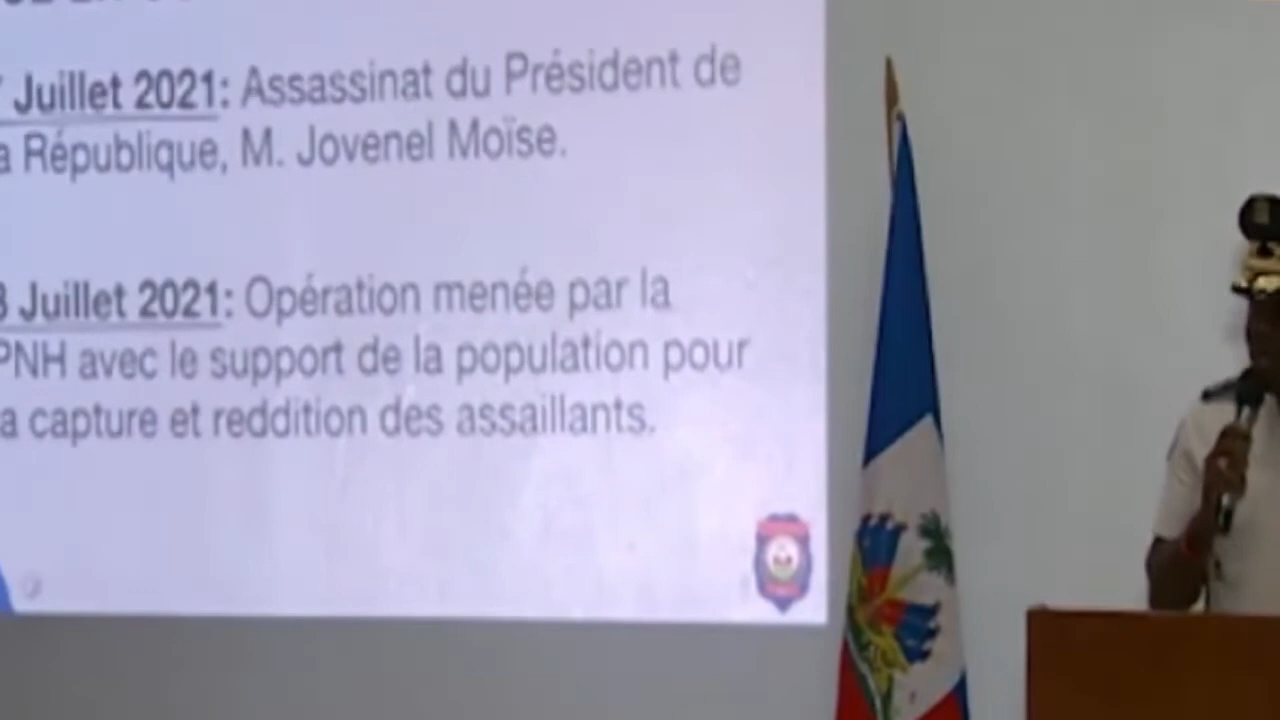 Juillet 2021: Assassinat du Président de
a République, M. Jovenel Moïse.
8 Juillet 2021: Opération menée par la
PNH avec le support de la population pour
a capture et reddition des assaillants.